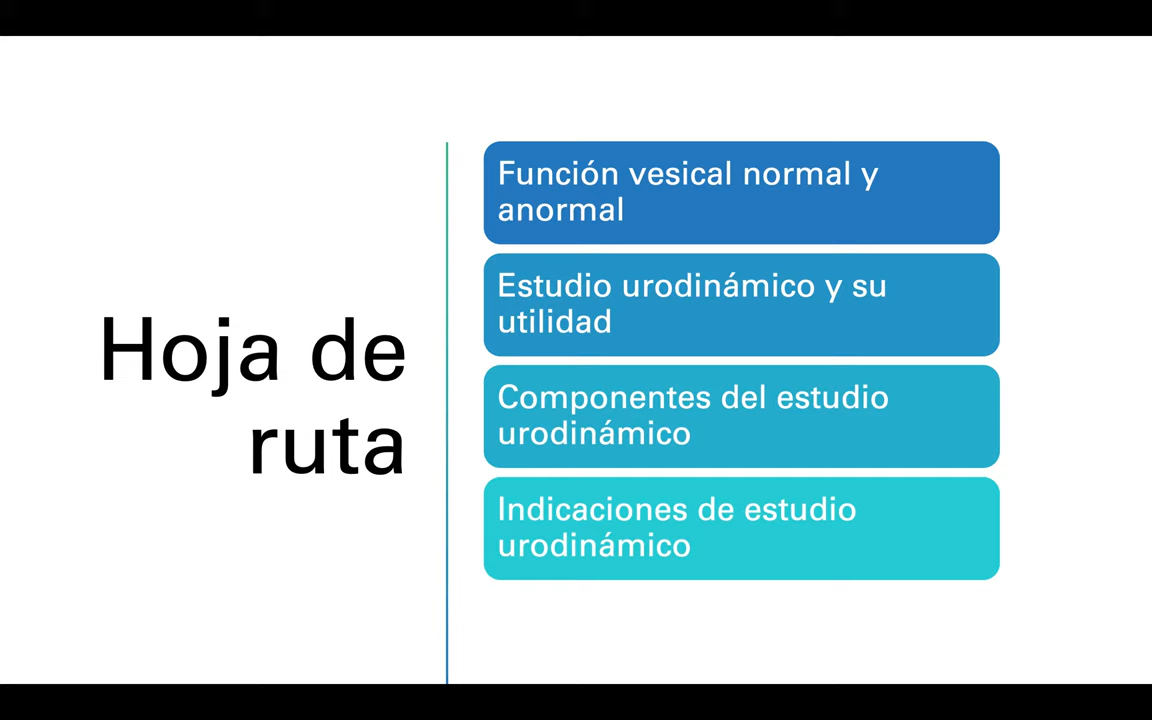 Hoja de
ruta
Función vesical normal y
anormal
Estudio urodinámico y su
utilidad
Componentes del estudio
urodinámico
Indicaciones de estudio
urodinámico